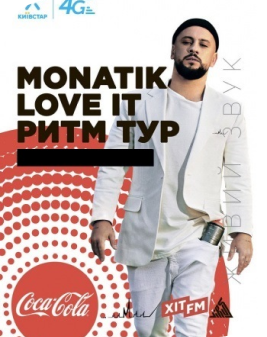 КИЇВСТАР
4G
MONATIK
LOVE IT
РИТМ ТУР
ЖИВИЙ ЗВУК
Coca-Cola
ХІТ FM